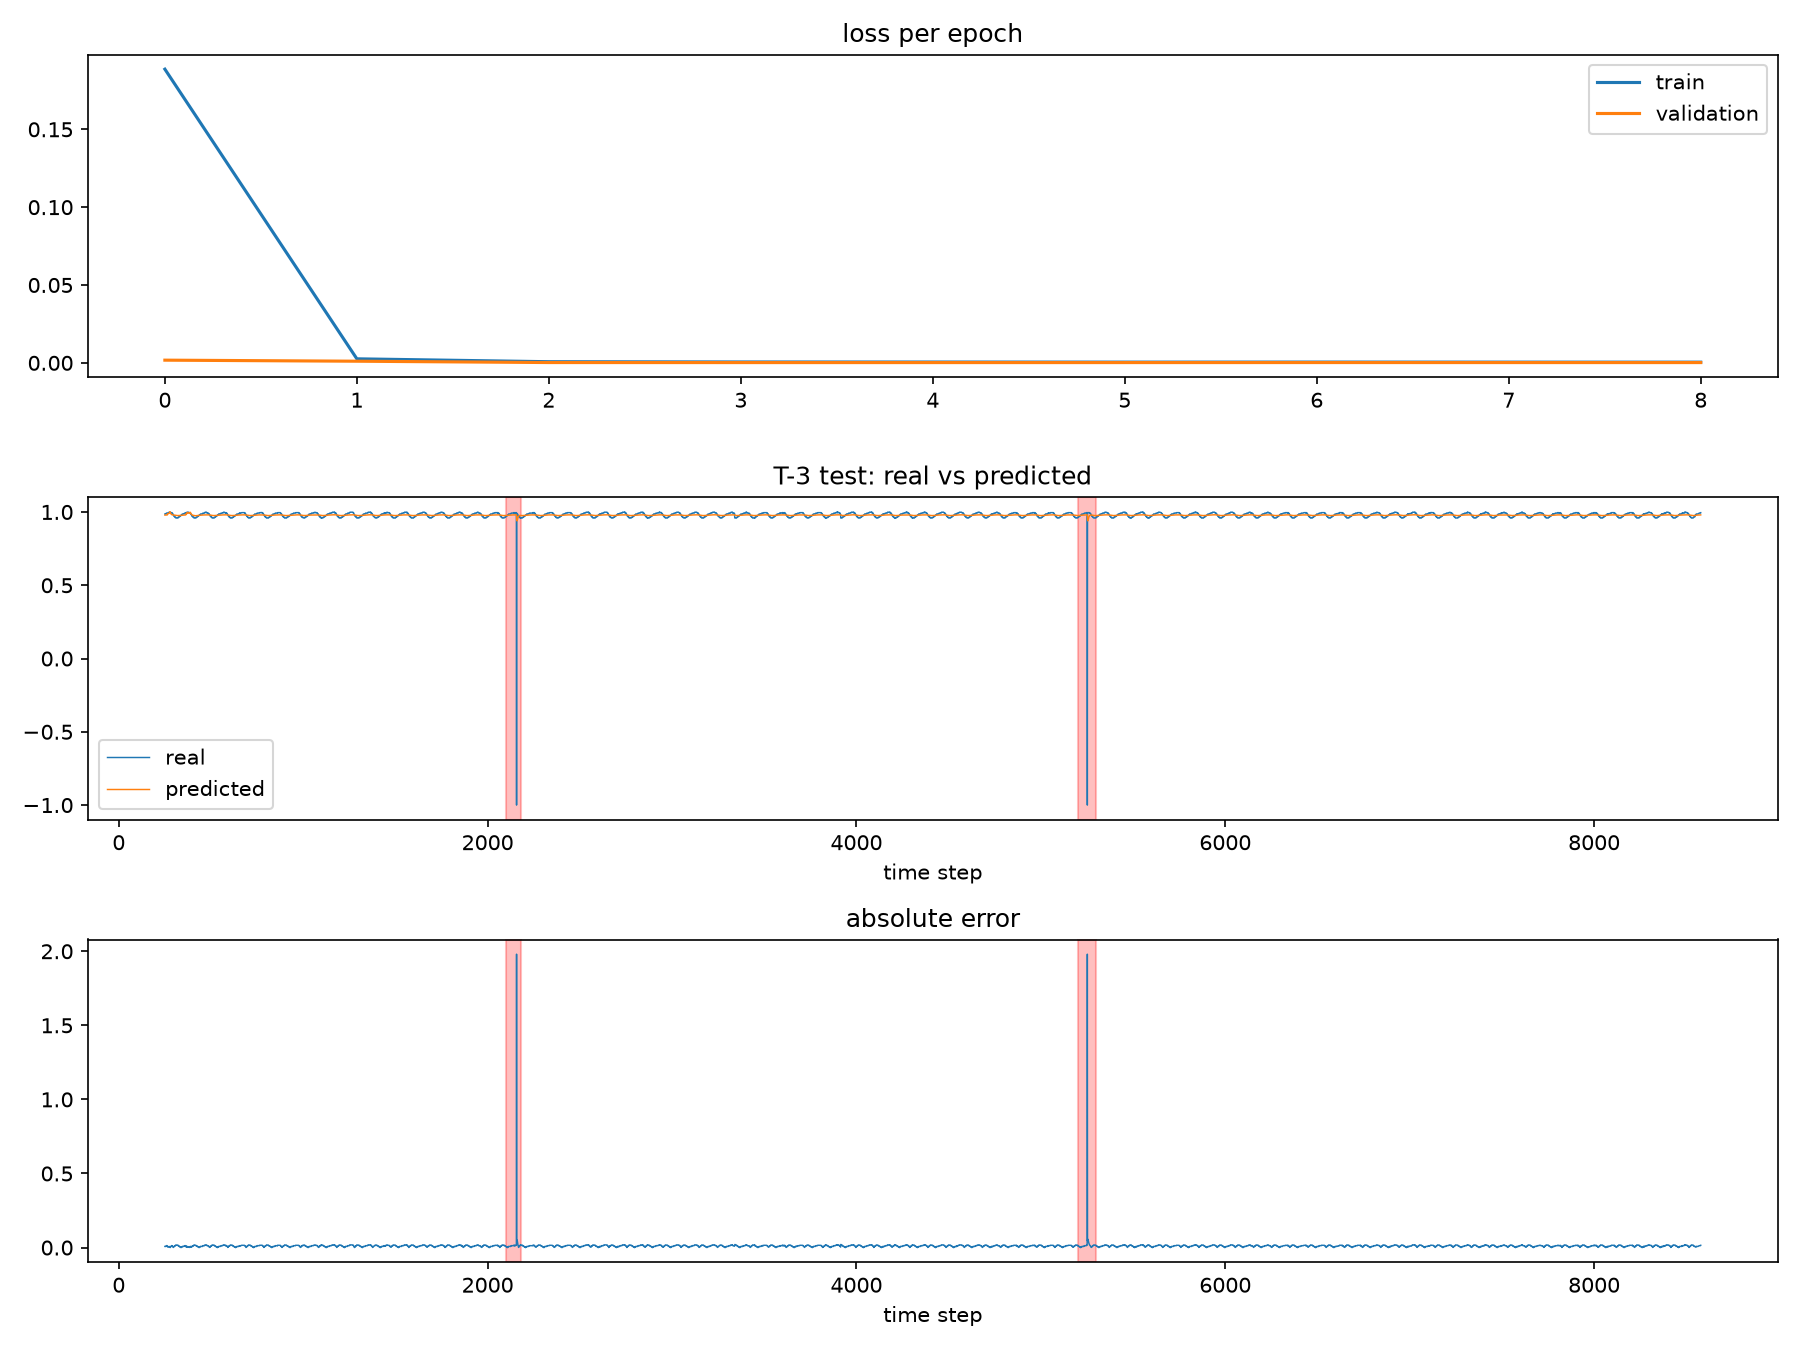 loss per epoch
train
validation
0.15
0.10
0.05
0.00
0 1 2 3 4 5 6 7 8
T-3 test: real vs predicted
1.0
0.5
0.0
−0.5
−1.0
real
predicted
0 2000 4000 6000 8000
time step
absolute error
2.0
1.5
1.0
0.5
0.0
0 2000 4000 6000 8000
time step